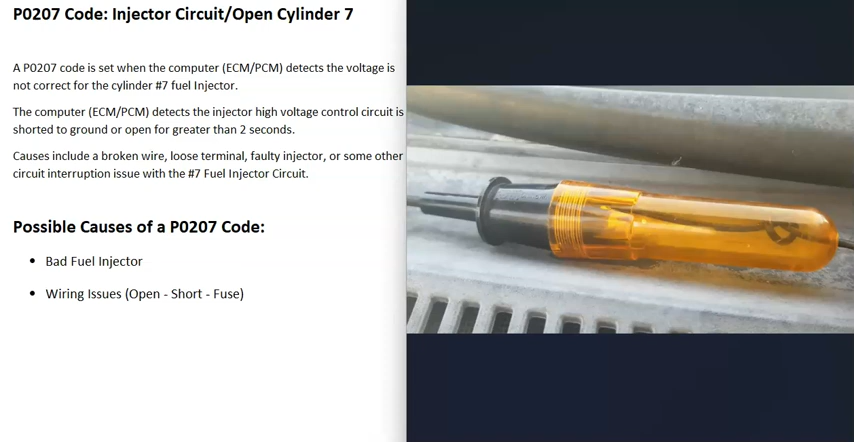 P0207 Code: Injector Circuit/Open Cylinder 7
A P0207 code is set when the computer (ECM/PCM) detects the voltage is
not correct for the cylinder #7 fuel Injector.
The computer (ECM/PCM) detects the injector high voltage control circuit is
shorted to ground or open for greater than 2 seconds.
Causes include a broken wire, loose terminal, faulty injector, or some other
circuit interruption issue with the #7 Fuel Injector Circuit.
Possible Causes of a P0207 Code:
• Bad Fuel Injector
• Wiring Issues (Open - Short - Fuse)